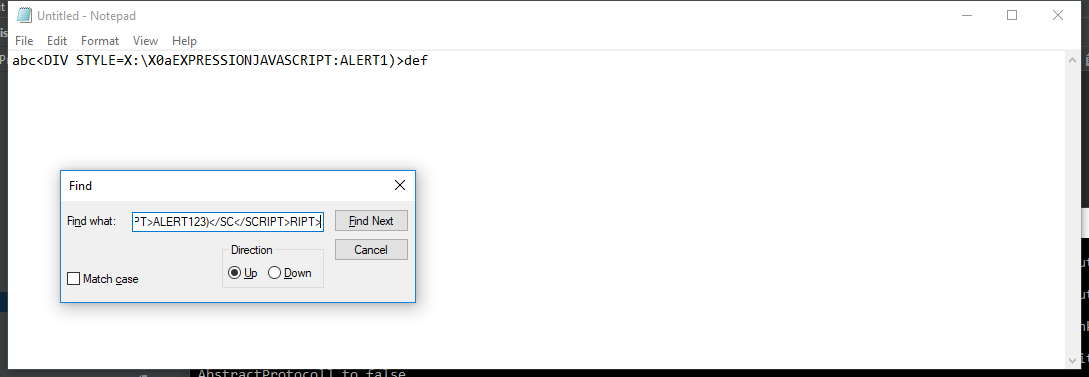 Untitled - Notepad
File Edit Format View Help
abc<DIV STYLE=X:\X0aEXPRESSIONJAVASCRIPT:ALERT1)>def
Find
Find what: PT>ALERT123)</SC</SCRIPT>RIPT> Find Next
Direction Cancel
Up Down
Match case
AbstractProtocol] to false